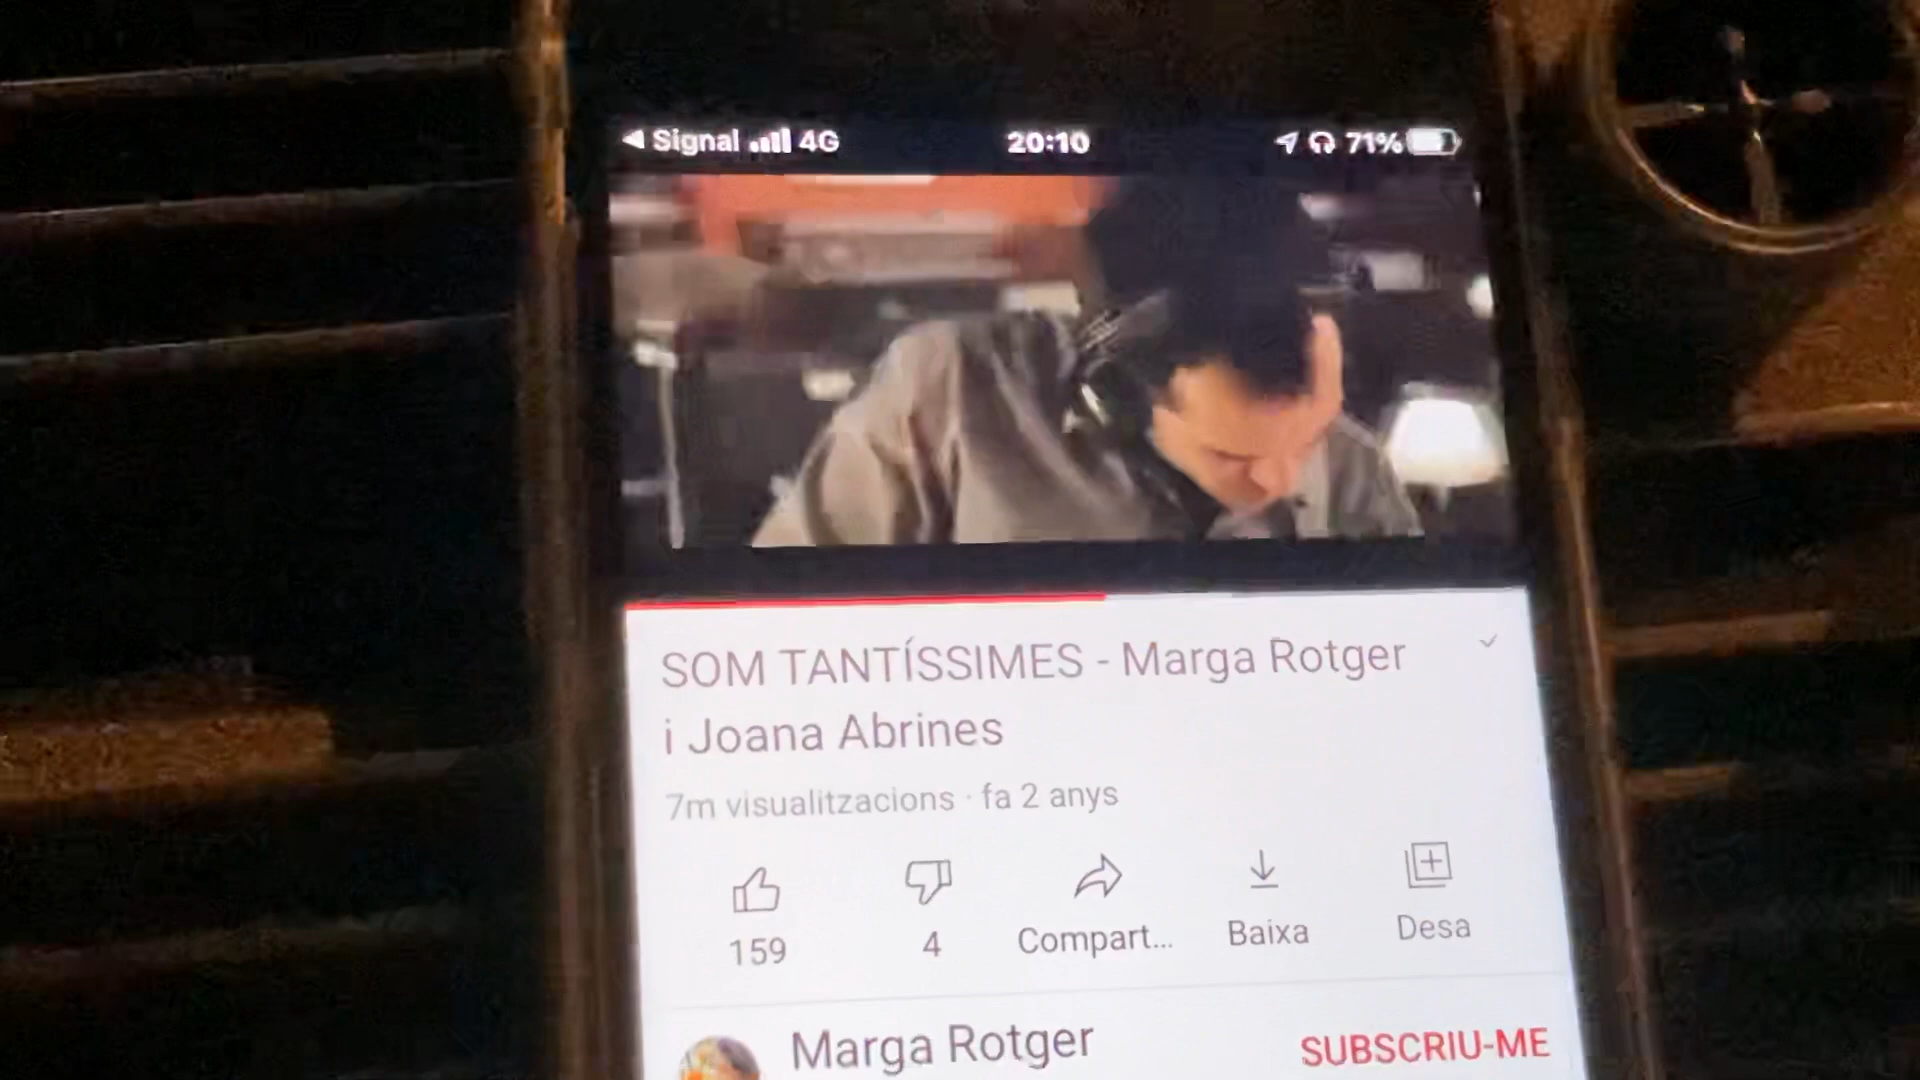 Signal 4G 20:10 71%
SOM TANTÍSSIMES - Marga Rotger
i Joana Abrines
7m visualitzacions · fa 2 anys
159 4 Compart... Baixa Desa
Marga Rotger SUBSCRIU-ME